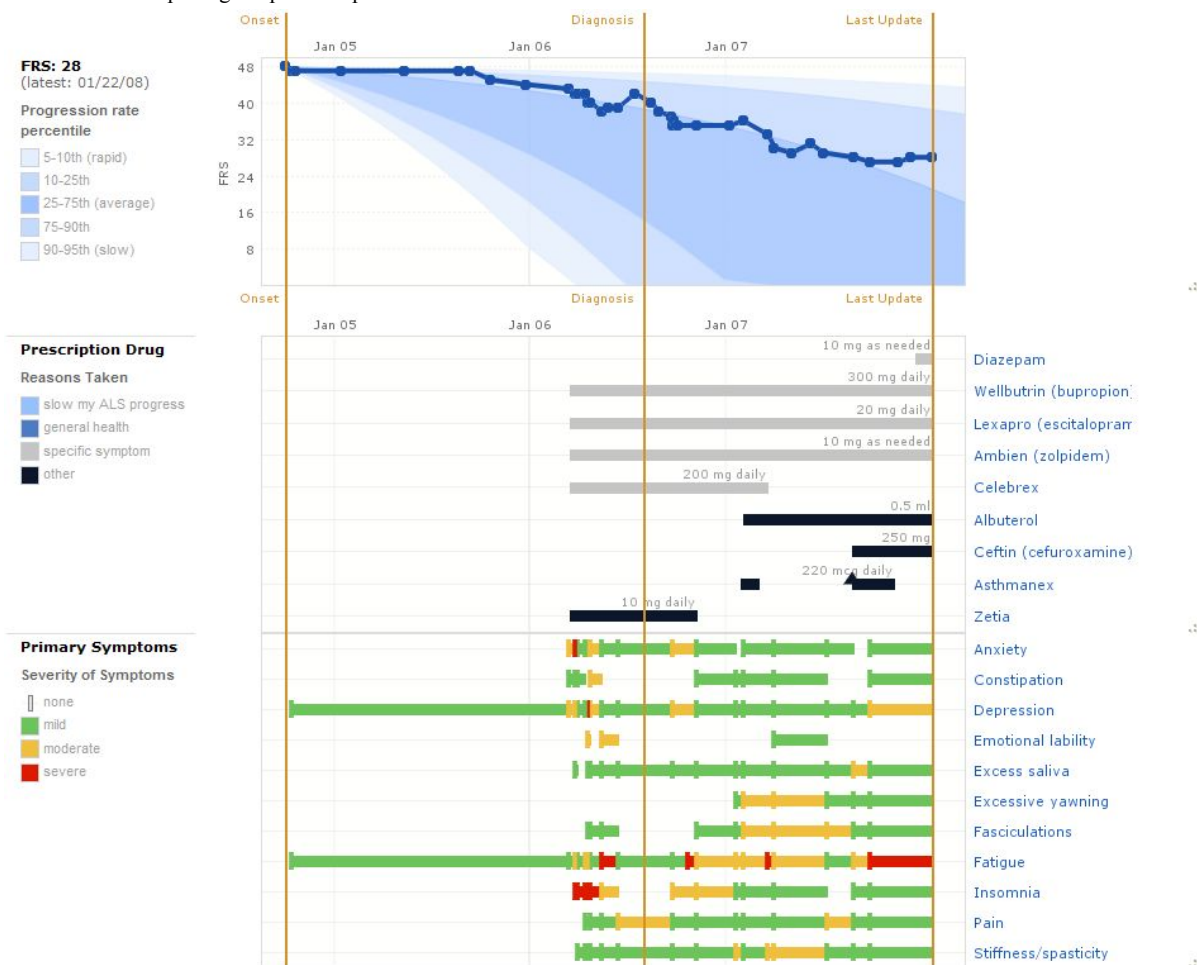 Onset Diagnosis Last Update
Jan 05 Jan 06 Jan 07
FRS: 28
(latest: 01/22/08)
Progression rate
percentile
5-10th (rapid)
10-25th
25-75th (average)
75-90th
90-95th (slow)
FRS
48
40
32
24
16
8
Onset Diagnosis Last Update
Jan 05 Jan 06 Jan 07
Prescription Drug
Reasons Taken
slow my ALS progress
general health
specific symptom
other
10 mg as needed
Diazepam
300 mg daily
Wellbutrin (bupropion)
20 mg daily
Lexapro (escitalopram
10 mg as needed
Ambien (zolpidem)
200 mg daily
Celebrex
0.5 ml
Albuterol
250 mg
Ceftin (cefuroxamine)
220 mcg daily
Asthmanex
10 mg daily
Zetia
Primary Symptoms
Severity of Symptoms
none
mild
moderate
severe
Anxiety
Constipation
Depression
Emotional lability
Excess saliva
Excessive yawning
Fasciculations
Fatigue
Insomnia
Pain
Stiffness/spasticity